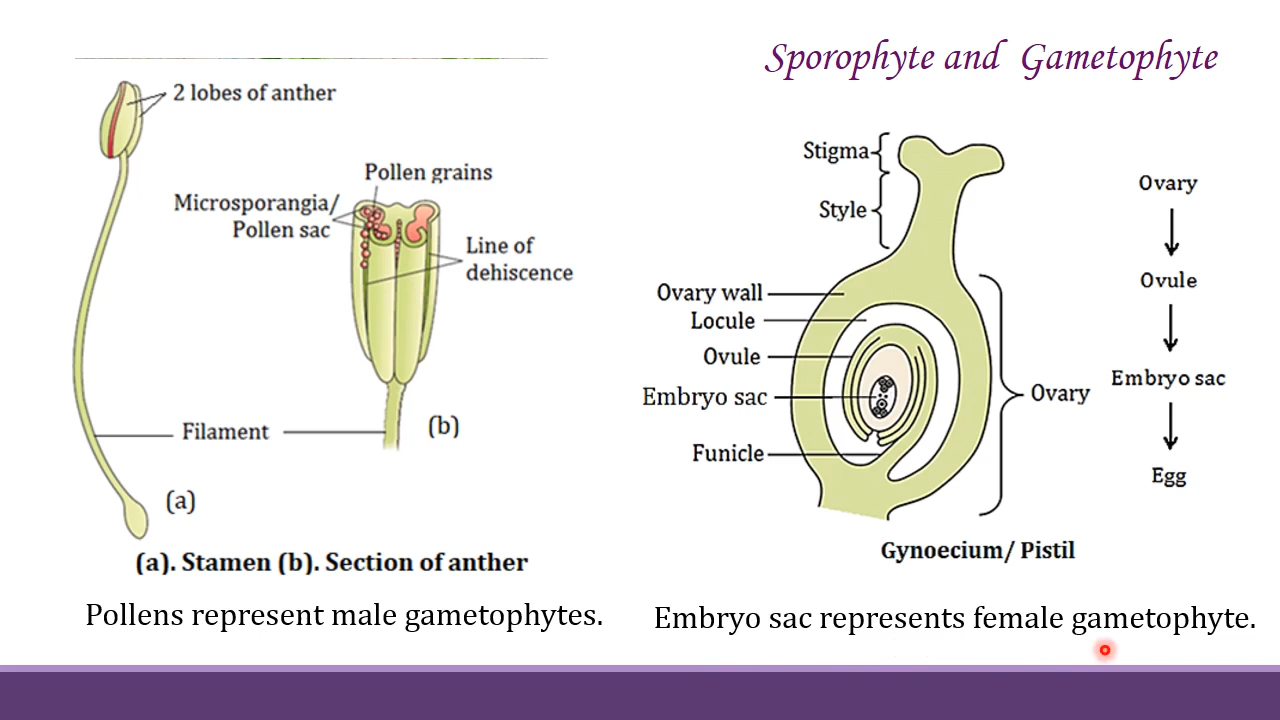 Sporophyte and Gametophyte
2 lobes of anther
Pollen grains
Microsporangia/
Pollen sac
Line of
dehiscence
Filament
(a)
(b)
(a). Stamen (b). Section of anther
Pollens represent male gametophytes.
Stigma
Style
Ovary wall
Locule
Ovule
Embryo sac
Funicle
Ovary
Gynoecium/ Pistil
Ovary
Ovule
Embryo sac
Egg
Embryo sac represents female gametophyte.